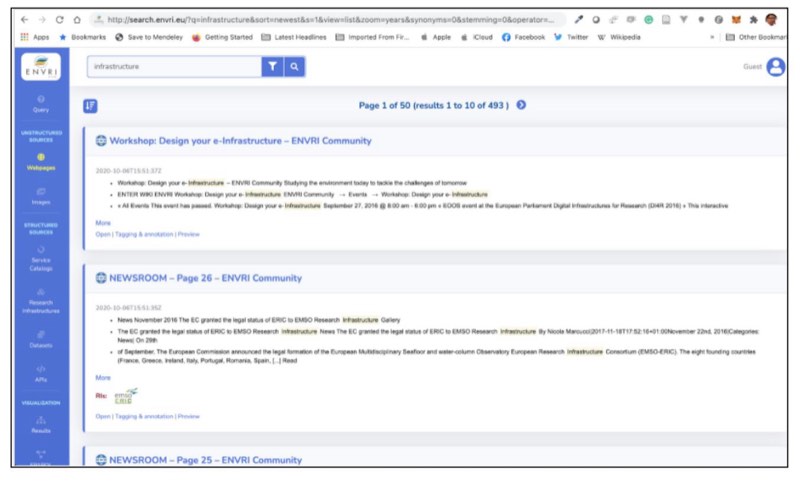 http://search.envri.eu/?q=infrastructure&sort=newest&s=1&view=list&zoom=years&synonyms=0&stemming=0&operator=...
Apps Bookmarks Save to Mendeley Getting Started Latest Headlines Imported From Fir... Apple iCloud Facebook Twitter W Wikipedia » Other Bookmar
ENVRI
infrastructure
Guest
Query
Page 1 of 50 (results 1 to 10 of 493 )
UNSTRUCTURED
SOURCES
Webpages
Images
STRUCTURED
SOURCES
Service
Catalogs
Research
Infrastructures
Datasets
APIs
VISUALIZATION
Results
Workshop: Design your e-Infrastructure – ENVRI Community
2020-10-06T15:51:37Z
• Workshop: Design your e- Infrastructure – ENVRI Community Studying the environment today to tackle the challenges of tomorrow
• ENTER WIKI ENVRI Workshop: Design your e- Infrastructure ENVRI Community → Events → Workshop: Design your e- Infrastructure
• « All Events This event has passed. Workshop: Design your e- Infrastructure September 27, 2016 @ 8:00 am - 6:00 pm « EOOS event at the European Parliament Digital Infrastructures for Research (DI4R 2016) » This interactive
More
Open | Tagging & annotation | Preview
NEWSROOM – Page 26 – ENVRI Community
2020-10-06T15:51:35Z
• News November 2016 The EC granted the legal status of ERIC to EMSO Research Infrastructure Gallery
• The EC granted the legal status of ERIC to EMSO Research Infrastructure News The EC granted the legal status of ERIC to EMSO Research Infrastructure By Nicola Marcucci|2017-11-18T17:52:16+01:00November 22nd, 2016|Categories:
News| On 29th
• of September, The European Commission announced the legal formation of the European Multidisciplinary Seafloor and water-column Observatory European Research Infrastructure Consortium (EMSO-ERIC). The eight founding countries
(France, Greece, Ireland, Italy, Portugal, Romania, Spain, [...] Read
More
emso
ERIC
Open | Tagging & annotation | Preview
NEWSROOM – Page 25 – ENVRI Community